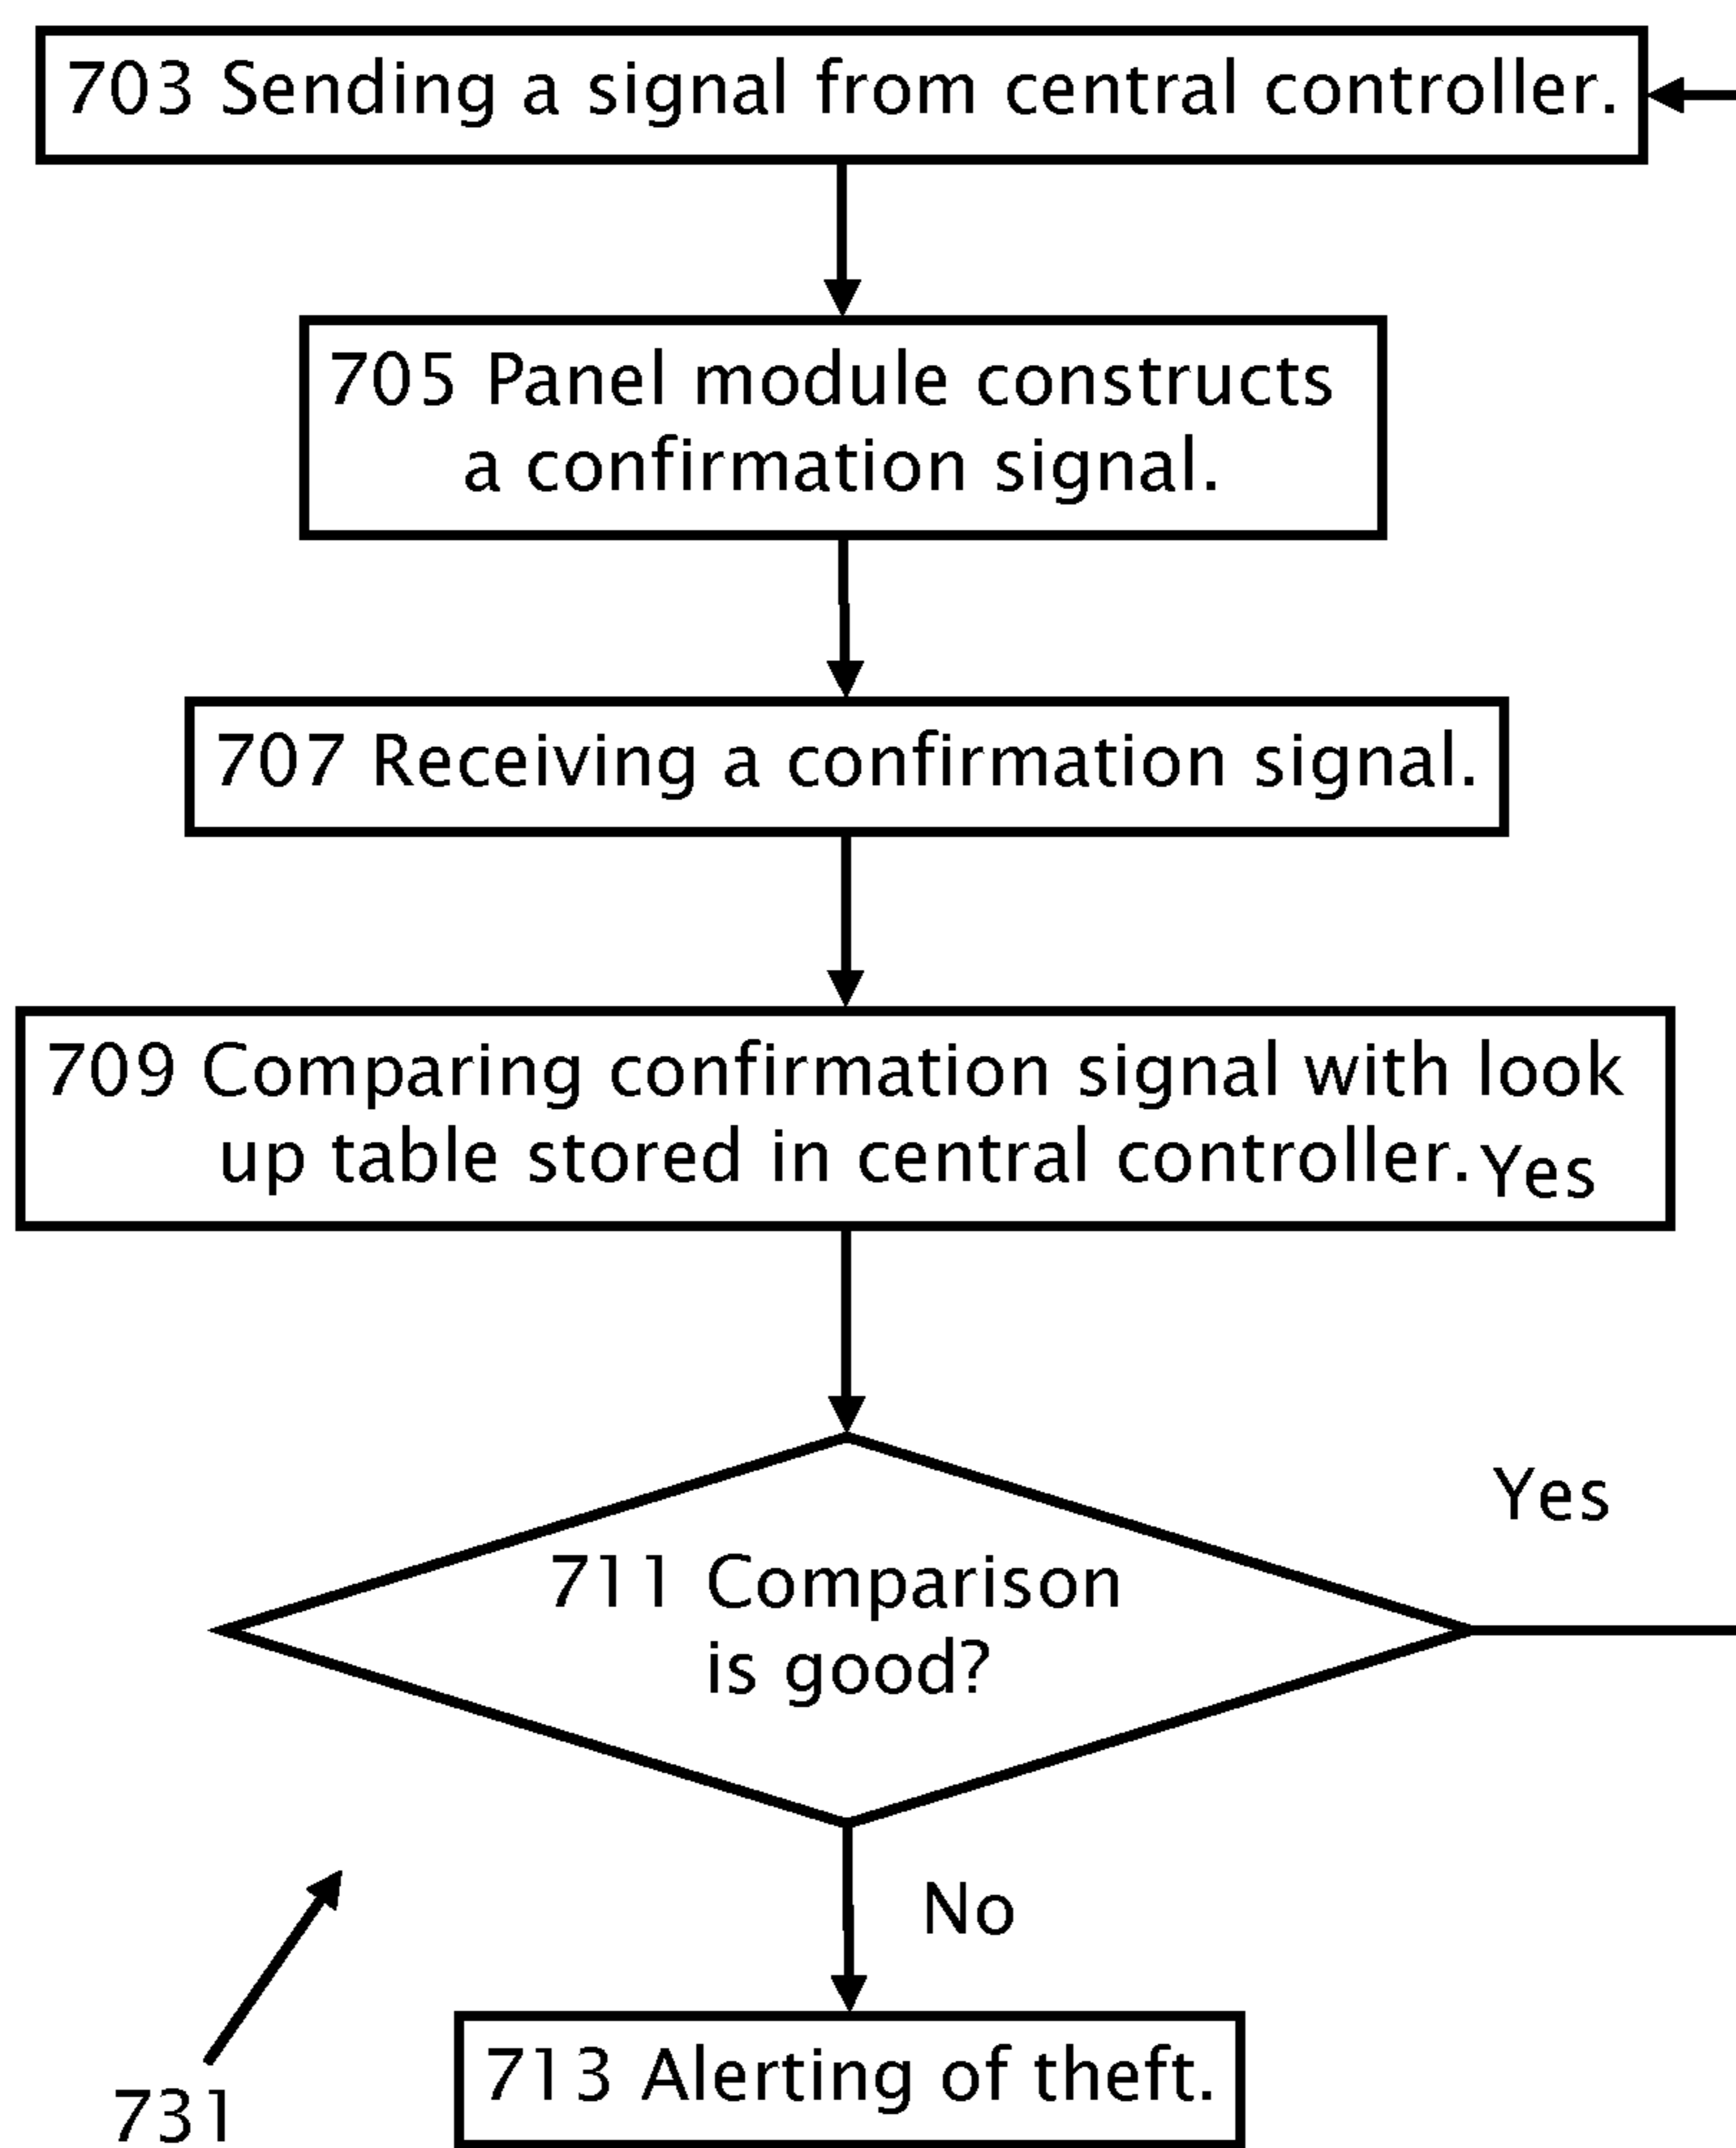 703 Sending a signal from central controller.
705 Panel module constructs
a confirmation signal.
707 Receiving a confirmation signal.
709 Comparing confirmation signal with look
up table stored in central controller. Yes
Yes
711 Comparison
is good?
No
713 Alerting of theft.
731